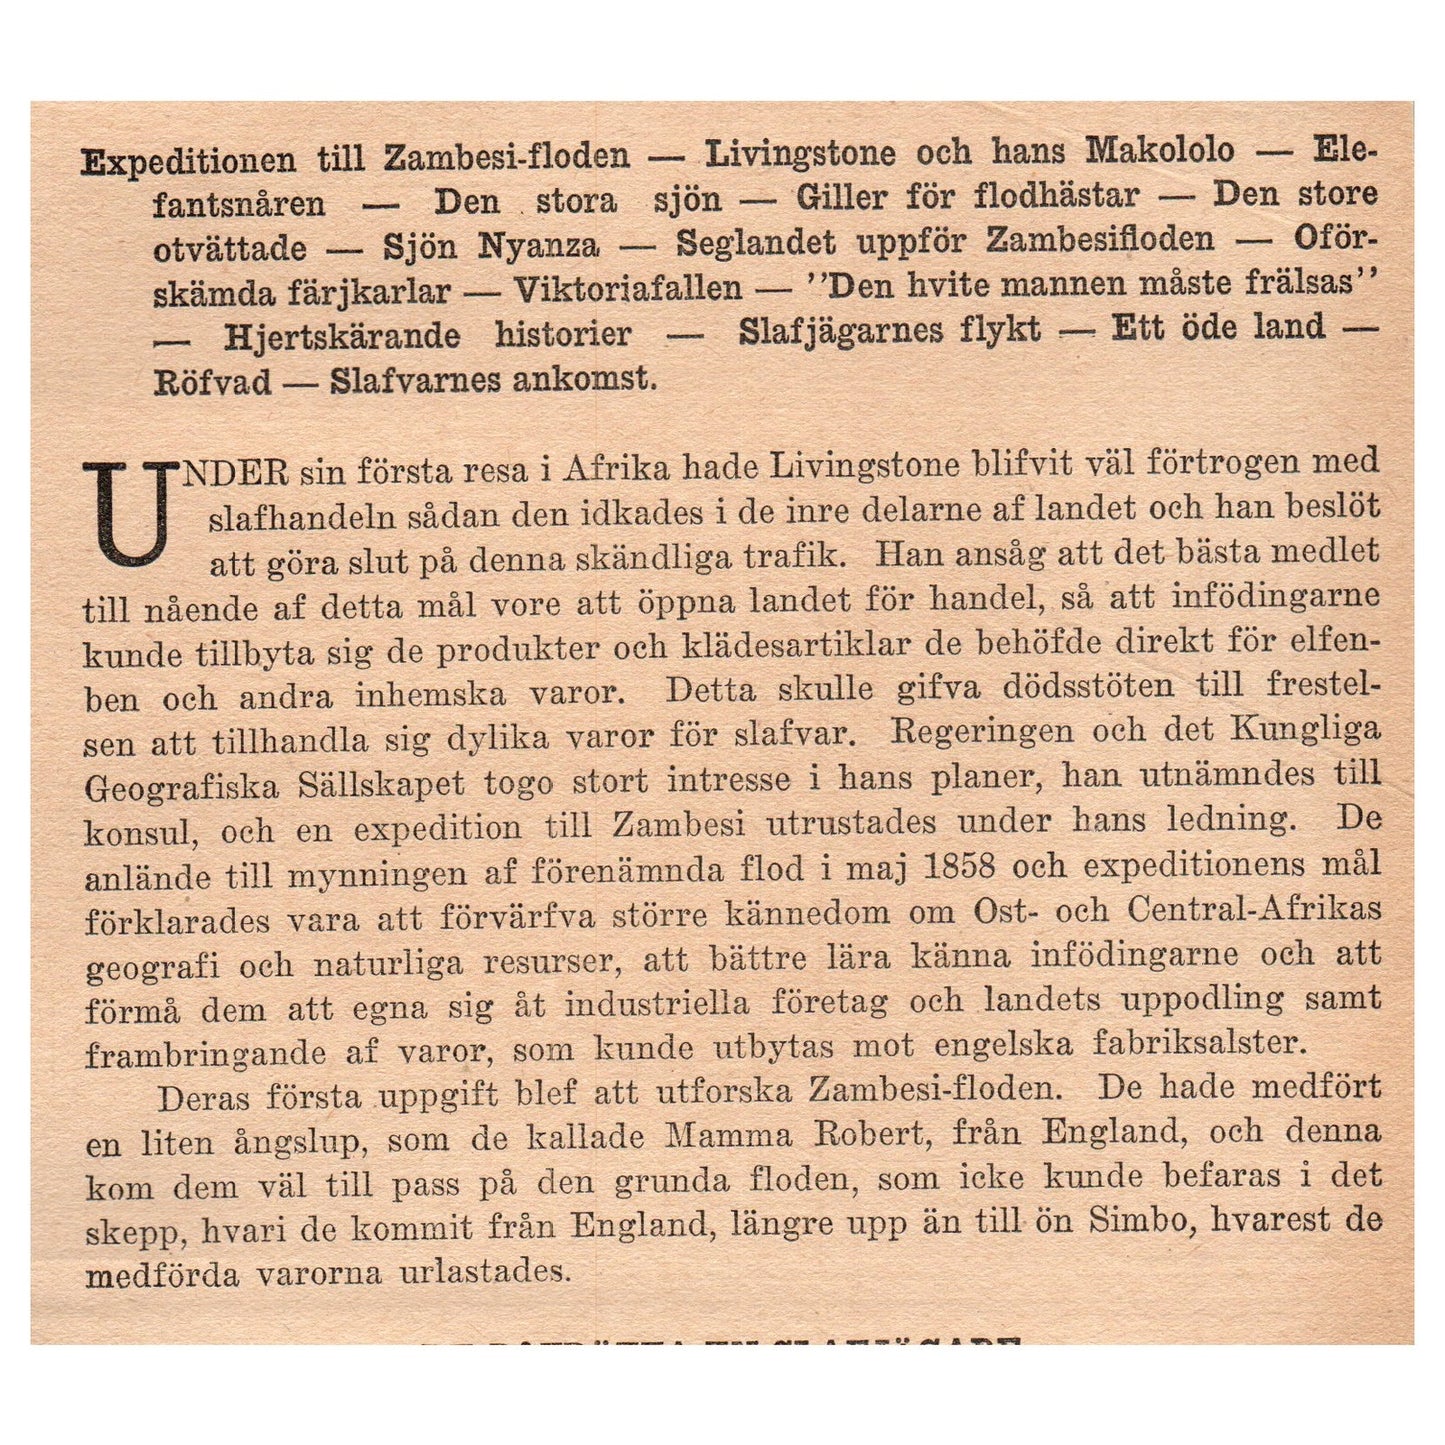 Expeditionen till Zambesi-floden — Livingstone och hans Makololo — Ele-
fantsnåren — Den stora sjön — Giller för flodhästar — Den store
otvättade — Sjön Nyanza — Seglandet uppför Zambesifloden — Oför-
skämda färjkarlar — Viktoriafallen — ''Den hvite mannen måste frälsas''
— Hjertskärande historier — Slafjägarnes flykt — Ett öde land —
Röfvad — Slafvarnes ankomst.
UNDER sin första resa i Afrika hade Livingstone blifvit väl förtrogen med
slafhandeln sådan den idkades i de inre delarne af landet och han beslöt
att göra slut på denna skändliga trafik. Han ansåg att det bästa medlet
till nående af detta mål vore att öppna landet för handel, så att infödingarne
kunde tillbyta sig de produkter och klädesartiklar de behöfde direkt för elfen-
ben och andra inhemska varor. Detta skulle gifva dödsstöten till frestel-
sen att tillhandla sig dylika varor för slafvar. Regeringen och det Kungliga
Geografiska Sällskapet togo stort intresse i hans planer, han utnämndes till
konsul, och en expedition till Zambesi utrustades under hans ledning. De
anlände till mynningen af förenämnda flod i maj 1858 och expeditionens mål
förklarades vara att förvärfva större kännedom om Ost- och Central-Afrikas
geografi och naturliga resurser, att bättre lära känna infödingarne och att
förmå dem att egna sig åt industriella företag och landets uppodling samt
frambringande af varor, som kunde utbytas mot engelska fabriksalster.
Deras första uppgift blef att utforska Zambesi-floden. De hade medfört
en liten ångslup, som de kallade Mamma Robert, från England, och denna
kom dem väl till pass på den grunda floden, som icke kunde befaras i det
skepp, hvari de kommit från England, längre upp än till ön Simbo, hvarest de
medförda varorna urlastades.